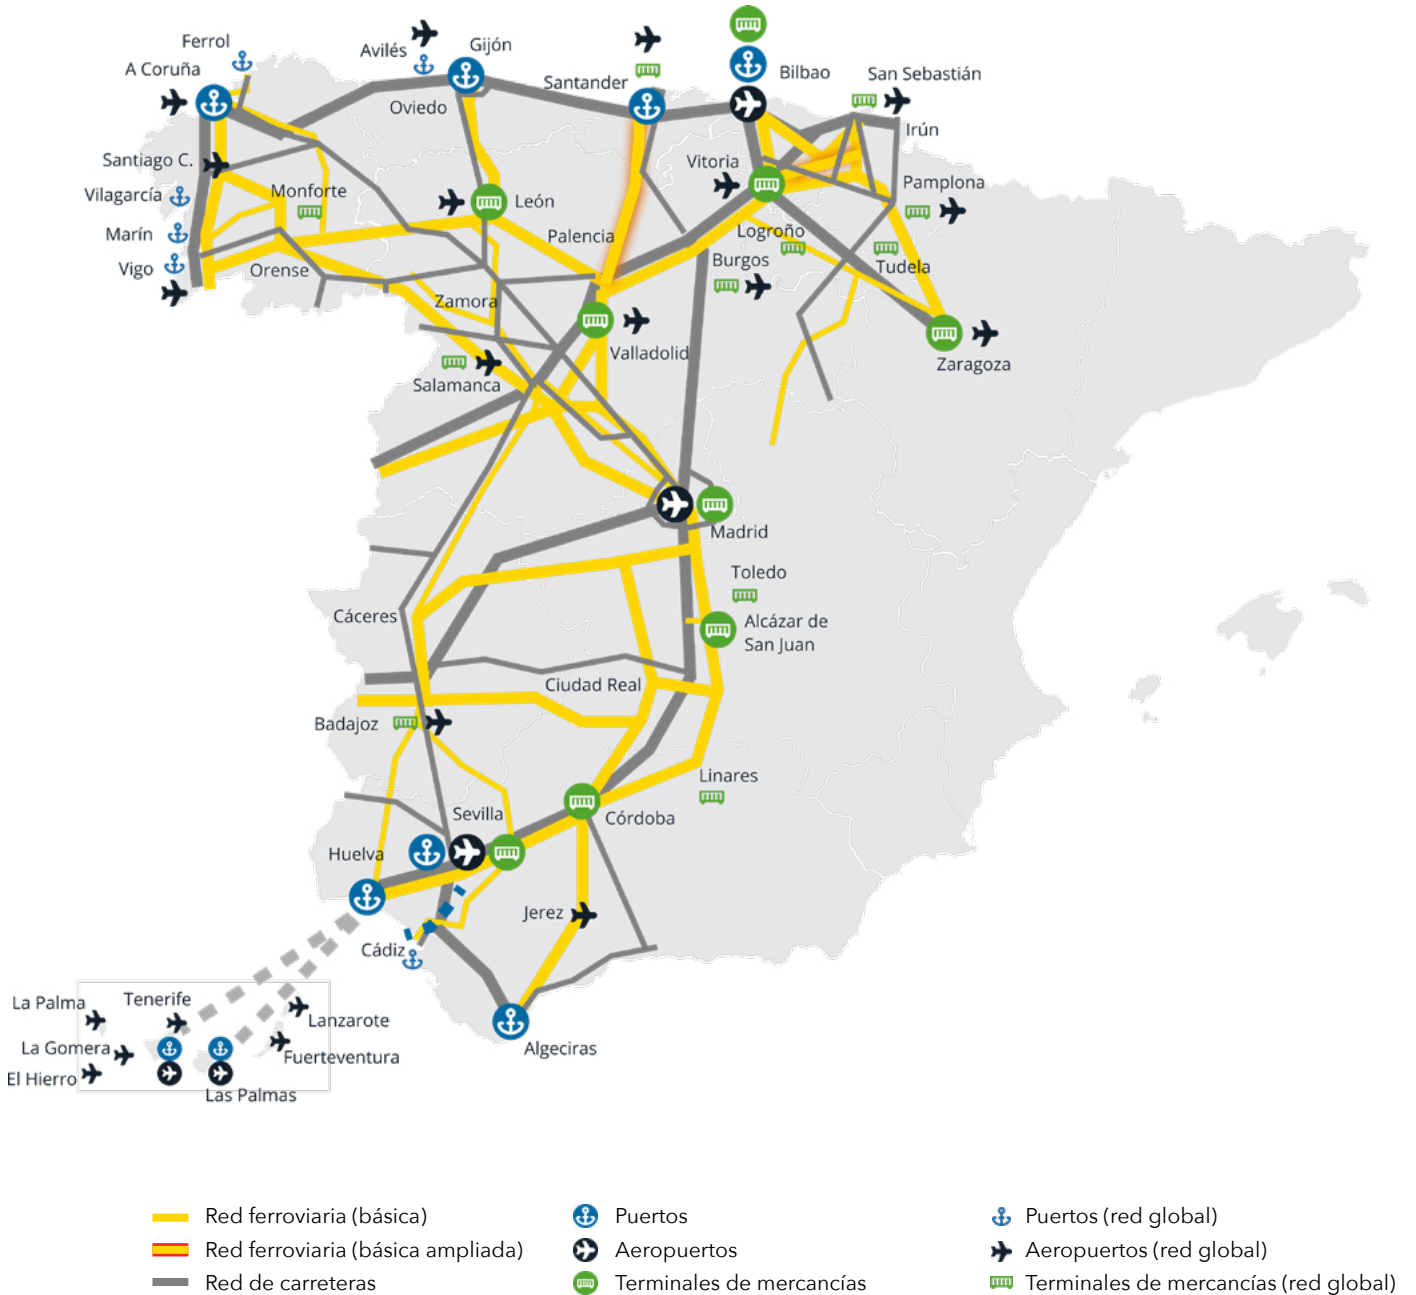 Ferrol
Avilés
Gijón
A Coruña
Oviedo
Santander
Bilbao
San Sebastián
Irún
Santiago C.
Vitoria
Pamplona
Vilagarcía
Monforte
León
Marín
Palencia
Logroño
Vigo
Orense
Burgos
Tudela
Zamora
Valladolid
Zaragoza
Salamanca
Madrid
Toledo
Cáceres
Alcázar de
San Juan
Ciudad Real
Badajoz
Linares
Sevilla
Córdoba
Huelva
Jerez
Cádiz
La Palma
Tenerife
Lanzarote
La Gomera
Fuerteventura
El Hierro
Las Palmas
Algeciras
Red ferroviaria (básica)
Puertos
Puertos (red global)
Red ferroviaria (básica ampliada)
Aeropuertos
Aeropuertos (red global)
Red de carreteras
Terminales de mercancías
Terminales de mercancías (red global)